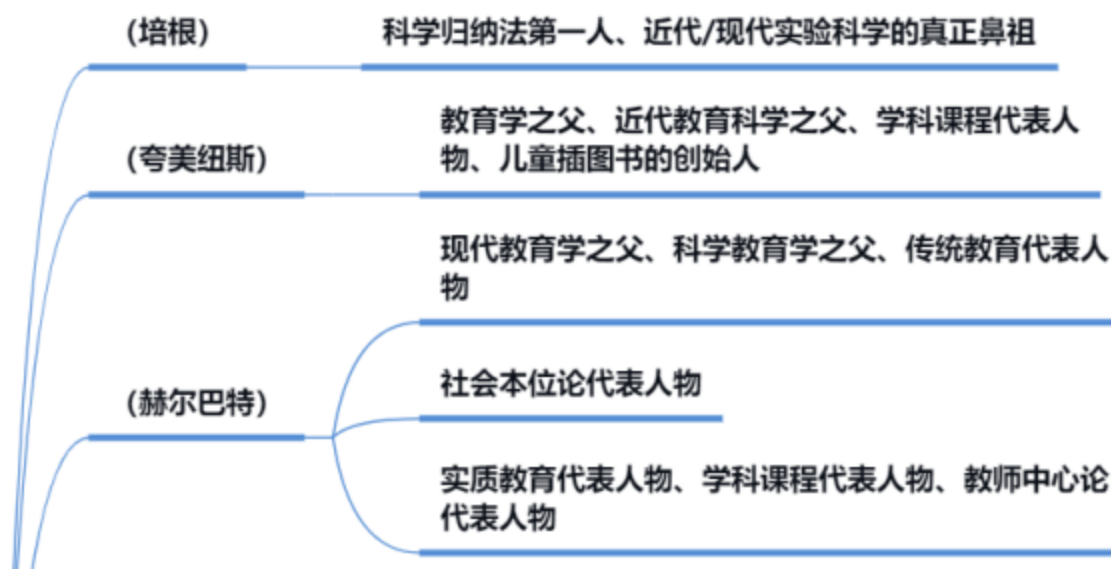 (培根)
科学归纳法第一人、近代/现代实验科学的真正鼻祖
(夸美纽斯)
教育学之父、近代教育科学之父、学科课程代表人
物、儿童插图书的创始人
(赫尔巴特)
现代教育学之父、科学教育学之父、传统教育代表人
物
社会本位论代表人物
实质教育代表人物、学科课程代表人物、教师中心论
代表人物